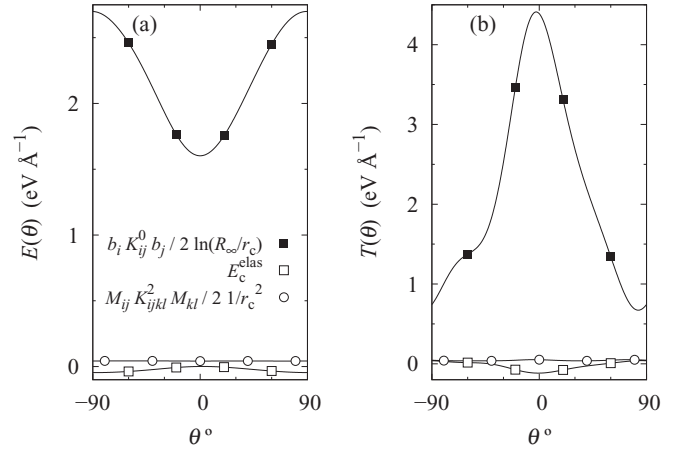 (a)
E(θ) (eV Å⁻¹)
2
1
0
b_i K_ij^0 b_j / 2 ln(R_∞/r_c)
E_c^elas
M_ij K_ijkl^2 M_kl / 2 1/r_c^2
−90 0 90
θ º
(b)
T(θ) (eV Å⁻¹)
4
3
2
1
0
−90 0 90
θ º